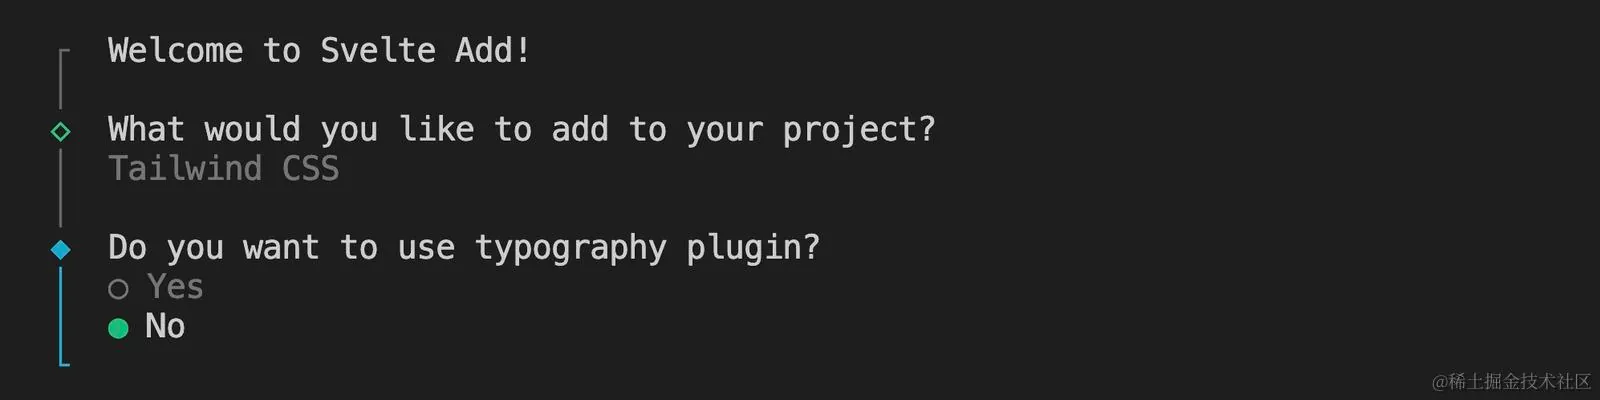 Welcome to Svelte Add!
What would you like to add to your project?
Tailwind CSS
Do you want to use typography plugin?
Yes
No
@稀土掘金技术社区